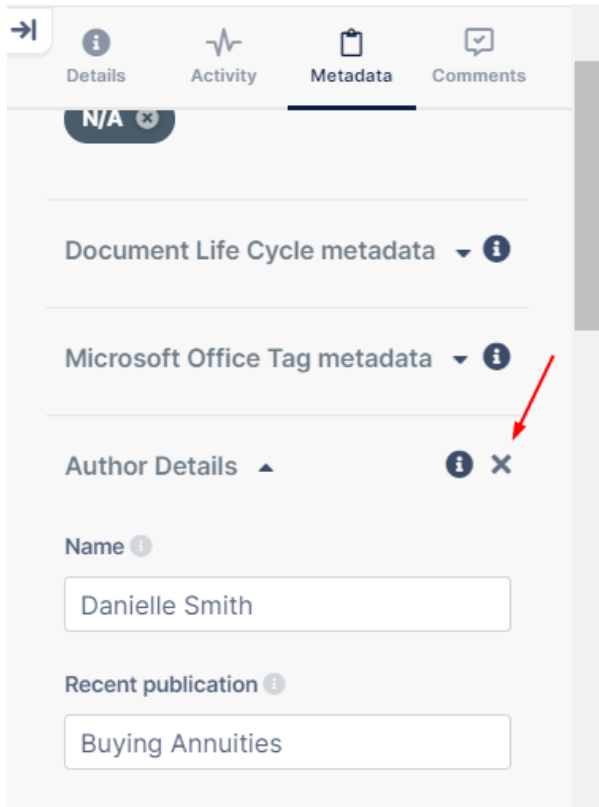 Details Activity Metadata Comments
N/A
Document Life Cycle metadata
Microsoft Office Tag metadata
Author Details
Name
Danielle Smith
Recent publication
Buying Annuities